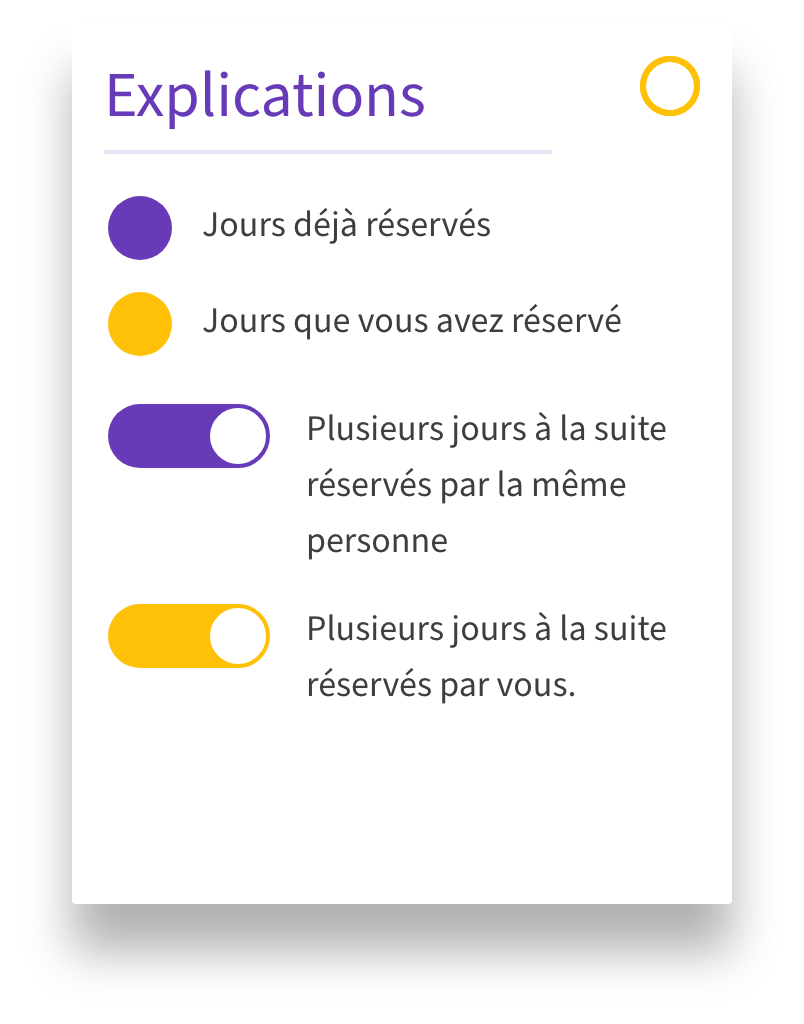 Explications
Jours déjà réservés
Jours que vous avez réservé
Plusieurs jours à la suite
réservés par la même
personne
Plusieurs jours à la suite
réservés par vous.